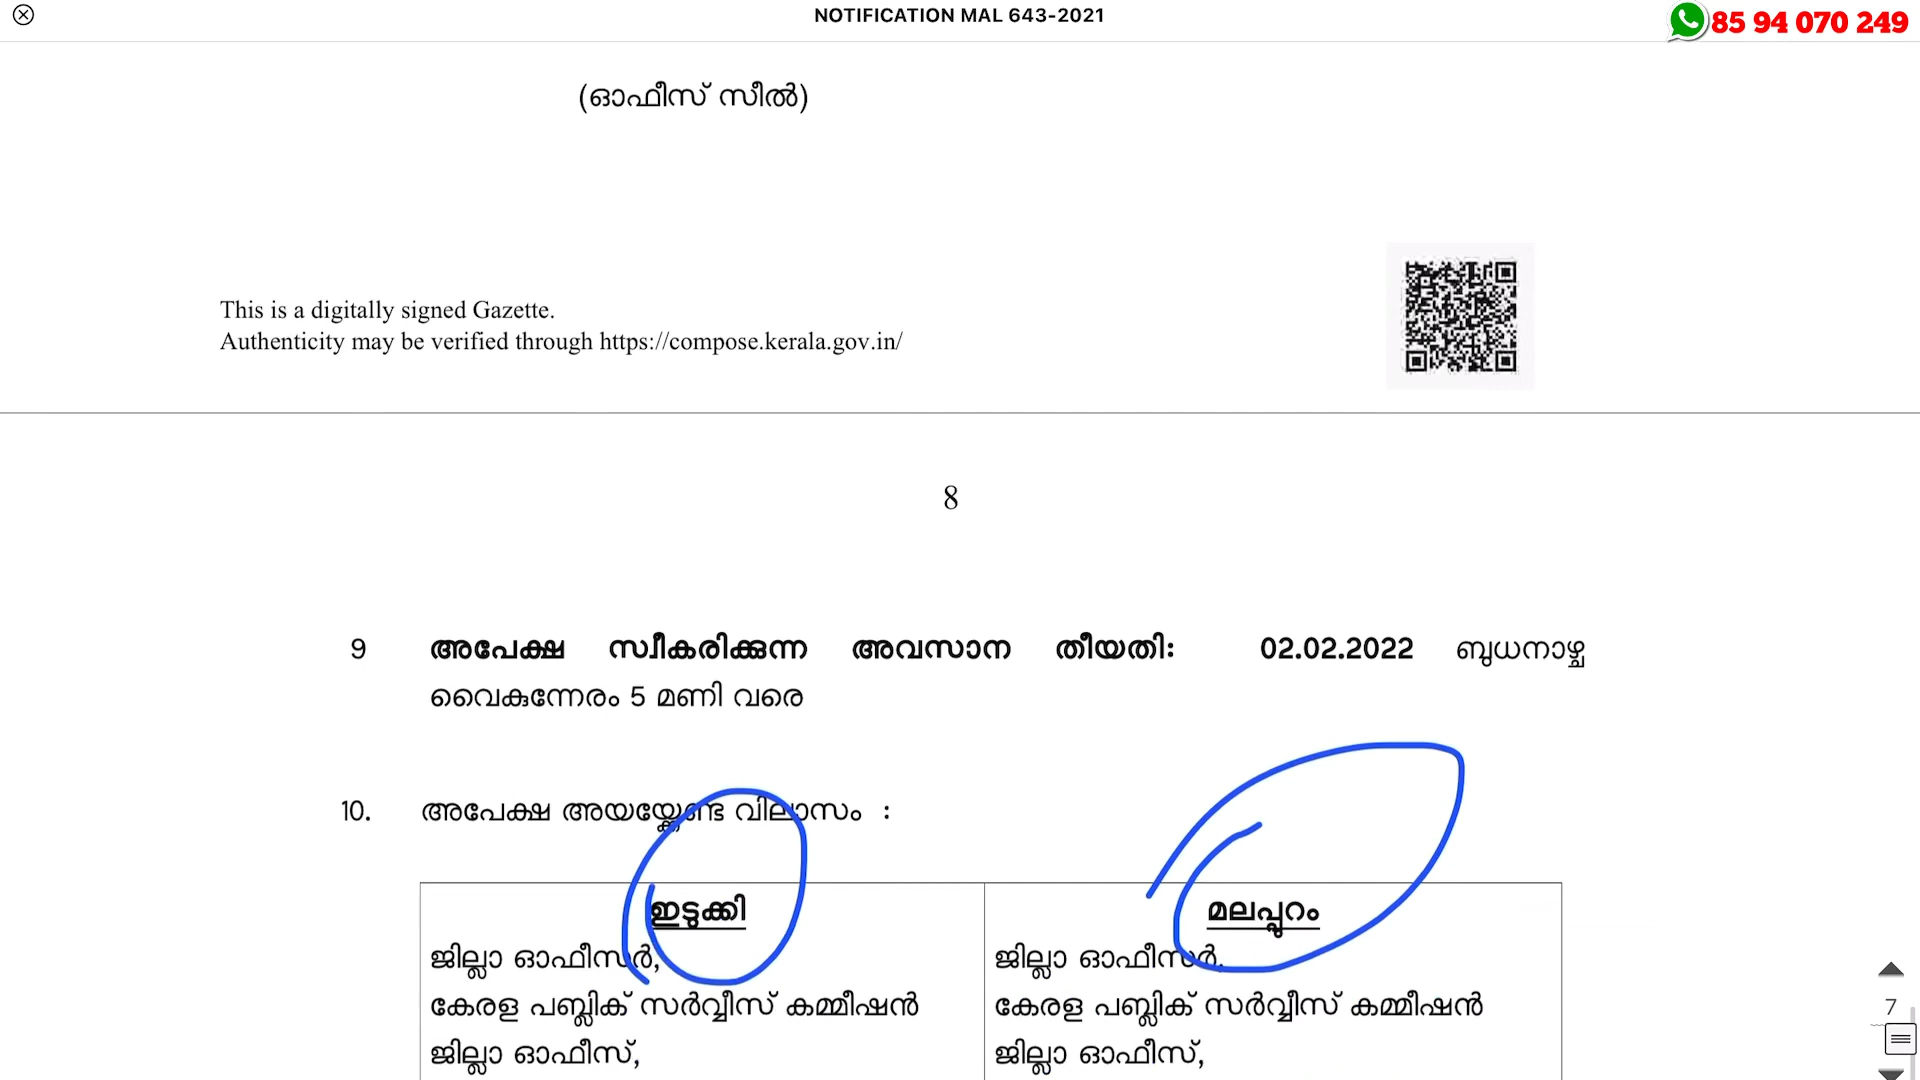 NOTIFICATION MAL 643-2021
85 94 070 249
(ഓഫീസ് സീൽ)
This is a digitally signed Gazette.
Authenticity may be verified through https://compose.kerala.gov.in/
8
9 അപേക്ഷ സ്വീകരിക്കുന്ന അവസാന തീയതി: 02.02.2022 ബുധനാഴ്ച
വൈകുന്നേരം 5 മണി വരെ
10. അപേക്ഷ അയയ്ക്കേണ്ട വിലാസം :
ഇടുക്കി
ജില്ലാ ഓഫീസർ,
കേരള പബ്ലിക് സർവ്വീസ് കമ്മീഷൻ
ജില്ലാ ഓഫീസ്,
മലപ്പുറം
ജില്ലാ ഓഫീസർ,
കേരള പബ്ലിക് സർവ്വീസ് കമ്മീഷൻ
ജില്ലാ ഓഫീസ്,
7